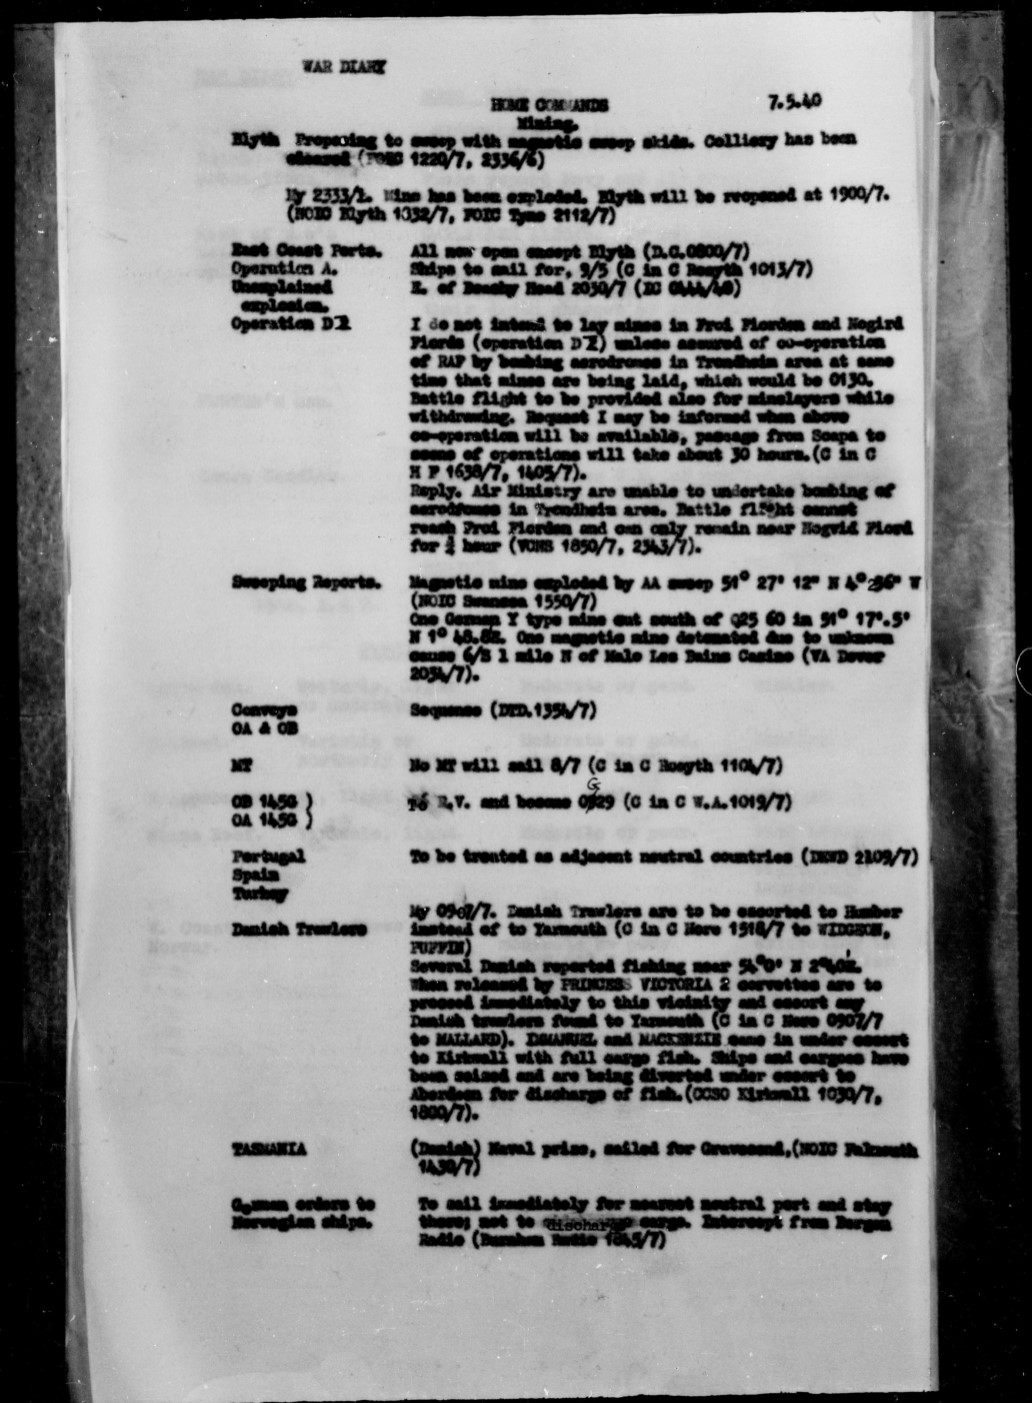 WAR DIARY
HOME COMMANDS 7.5.40
Mining.
Blyth Preparing to sweep with magnetic sweep skids. Colliery has been
cleared (FOIC 1220/7, 2336/6)
My 2333/2. Mine has been exploded. Blyth will be reopened at 1900/7.
(NOIC Blyth 1032/7, FOIC Tyne 2112/7)
East Coast Ports. All now open except Blyth (D.C.0800/7)
Operation A. Ships to sail for, 9/5 (C in C Rosyth 1013/7)
Unexplained E. of Beachy Head 2030/7 (IC 0444/40)
explosion.
Operation D 2 I do not intend to lay mines in Froi Fiorden and Hogird
Fiords (operation D 2) unless assured of co-operation
of RAF by bombing aerodromes in Trondheim area at same
time that mines are being laid, which would be 0130.
Battle flight to be provided also for minelayers while
withdrawing. Request I may be informed when above
co-operation will be available, passage from Scapa to
scene of operations will take about 30 hours.(C in C
H F 1638/7, 1405/7).
Reply. Air Ministry are unable to undertake bombing of
aerodromes in Trondheim area. Battle flight cannot
reach Froi Fiorden and can only remain near Hogvid Fiord
for ½ hour (VCNS 1850/7, 2343/7).
Sweeping Reports. Magnetic mine exploded by AA sweep 51° 27' 12" N 4° 56" W
(NOIC Swansea 1550/7)
One German Y type mine cut south of Q25 60 in 51° 17'.5'
N 1° 48.8E. One magnetic mine detonated due to unknown
cause 6/5 1 mile N of Malo Les Bains Casino (VA Dover
2054/7).
Convoys Sequence (DTD.1354/7)
OA & OB
MT No MT will sail 8/7 (C in C Rosyth 1104/7)
OB 145G ) To R.V. and become OG29 (C in C W.A.1019/7)
OA 145G )
Portugal To be treated as adjacent neutral countries (DEWD 2109/7)
Spain
Turkey
My 0907/7. Danish Trawlers are to be escorted to Humber
Danish Trawlers instead of to Yarmouth (C in C Nore 1518/7 to WIDGEON,
PUFFIN)
Several Danish reported fishing near 54°0' N 2°40'E.
When released by PRINCESS VICTORIA 2 corvettes are to
proceed immediately to this vicinity and escort any
Danish trawlers found to Yarmouth (C in C Nore 0907/7
to MALLARD). EMMANUEL and MACKENZIE came in under escort
to Kirkwall with full cargo fish. Ships and cargoes have
been seized and are being diverted under escort to
Aberdeen for discharge of fish.(CCSO Kirkwall 1030/7,
1800/7).
TASMANIA (Danish) Naval prize, sailed for Gravesend,(NOIC Falmouth
1430/7)
German orders to To sail immediately for nearest neutral port and stay
Norwegian ships. there; not to discharge cargo. Intercept from Bergen
Radio (Burnham Radio 1845/7)